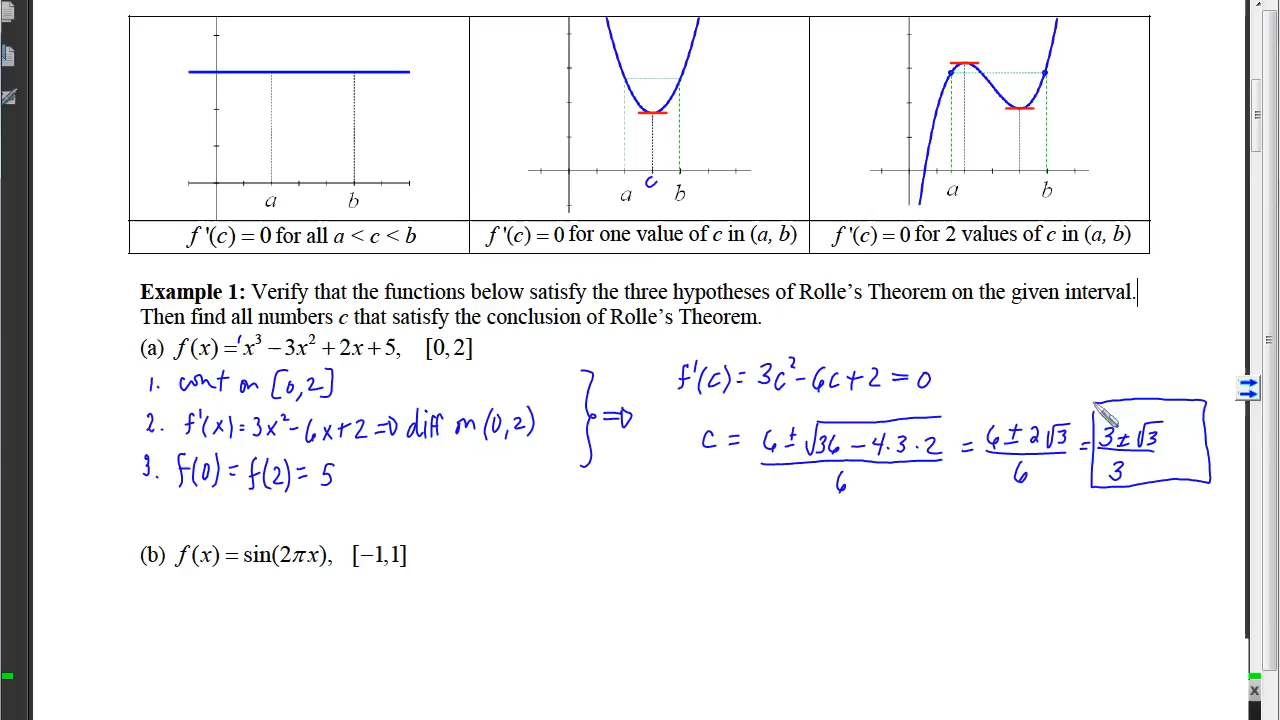 a b
a c b
a b
f '(c) = 0 for all a < c < b
f '(c) = 0 for one value of c in (a, b)
f '(c) = 0 for 2 values of c in (a, b)
Example 1: Verify that the functions below satisfy the three hypotheses of Rolle's Theorem on the given interval.
Then find all numbers c that satisfy the conclusion of Rolle's Theorem.
(a) f(x) = x³ − 3x² + 2x + 5, [0, 2]
1. cont on [0,2]
2. f'(x) = 3x² − 6x + 2 ⇒ diff on (0,2)
3. f(0) = f(2) = 5
⇒
f'(c) = 3c² − 6c + 2 = 0
c = (6 ± √(36 − 4·3·2))/6 = (6 ± 2√3)/6 = (3 ± √3)/3
(b) f(x) = sin(2πx), [−1, 1]
x